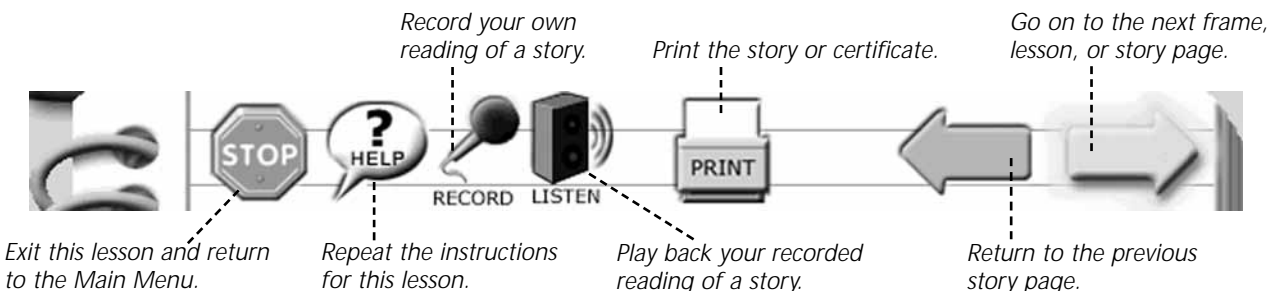 Record your own
reading of a story.
Print the story or certificate.
Go on to the next frame,
lesson, or story page.
STOP
?
HELP
RECORD
LISTEN
PRINT
Exit this lesson and return
to the Main Menu.
Repeat the instructions
for this lesson.
Play back your recorded
reading of a story.
Return to the previous
story page.